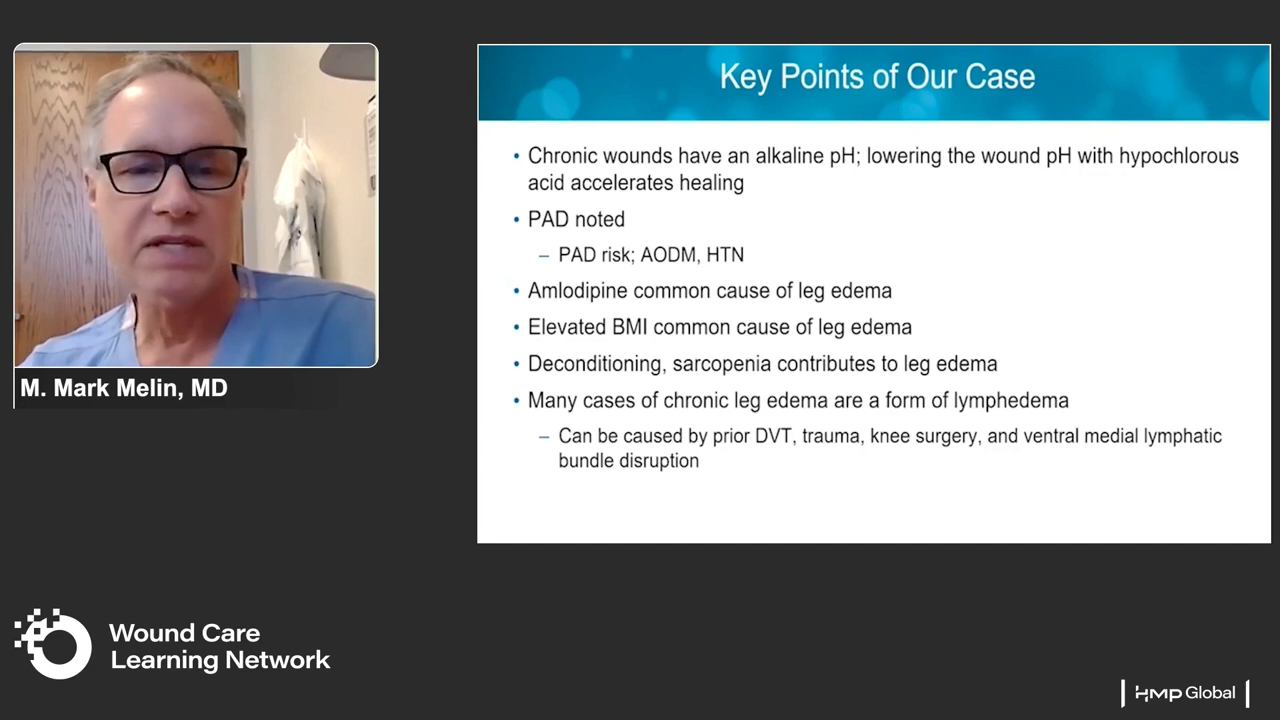 M. Mark Melin, MD
Key Points of Our Case
• Chronic wounds have an alkaline pH; lowering the wound pH with hypochlorous
acid accelerates healing
• PAD noted
– PAD risk; AODM, HTN
• Amlodipine common cause of leg edema
• Elevated BMI common cause of leg edema
• Deconditioning, sarcopenia contributes to leg edema
• Many cases of chronic leg edema are a form of lymphedema
– Can be caused by prior DVT, trauma, knee surgery, and ventral medial lymphatic
bundle disruption
Wound Care
Learning Network
HMP Global